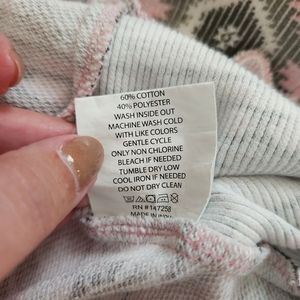 60% COTTON
40% POLYESTER
WASH INSIDE OUT
MACHINE WASH COLD
WITH LIKE COLORS
GENTLE CYCLE
ONLY NON CHLORINE
BLEACH IF NEEDED
TUMBLE DRY LOW
COOL IRON IF NEEDED
DO NOT DRY CLEAN
RN #147258
MADE IN